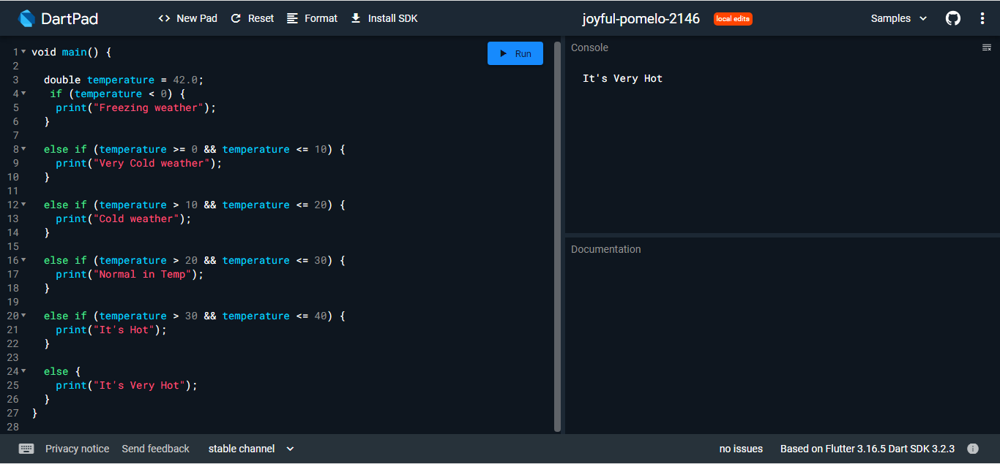 DartPad <> New Pad Reset Format Install SDK joyful-pomelo-2146 local edits Samples
1 void main() {
2
3 double temperature = 42.0;
4 if (temperature < 0) {
5 print("Freezing weather");
6 }
7
8 else if (temperature >= 0 && temperature <= 10) {
9 print("Very Cold weather");
10 }
11
12 else if (temperature > 10 && temperature <= 20) {
13 print("Cold weather");
14 }
15
16 else if (temperature > 20 && temperature <= 30) {
17 print("Normal in Temp");
18 }
19
20 else if (temperature > 30 && temperature <= 40) {
21 print("It's Hot");
22 }
23
24 else {
25 print("It's Very Hot");
26 }
27 }
28
Run
Console
It's Very Hot
Documentation
Privacy notice Send feedback stable channel no issues Based on Flutter 3.16.5 Dart SDK 3.2.3